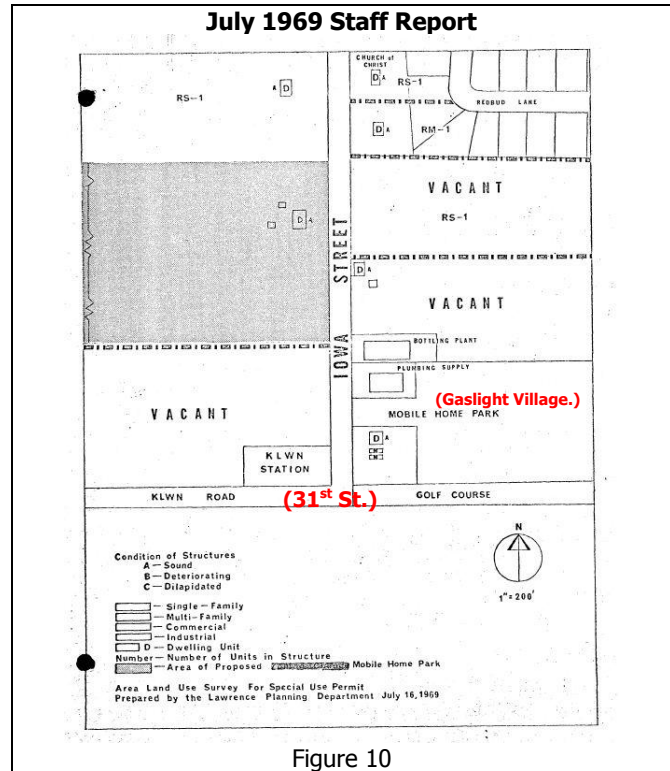 July 1969 Staff Report
CHURCH of
CHRIST
D A
RS-1
A D
RS-1
REDBUD LANE
D A
RM-1
VACANT
RS-1
D A
IOWA STREET
D A
VACANT
BOTTLING PLANT
PLUMBING SUPPLY
(Gaslight Village.)
MOBILE HOME PARK
VACANT
D A
KLWN
STATION
KLWN ROAD
(31st St.)
GOLF COURSE
N
1"=200'
Condition of Structures
A — Sound
B — Deteriorating
C — Dilapidated
— Single — Family
— Multi — Family
— Commercial
— Industrial
D — Dwelling Unit
Number — Number of Units in Structure
— Area of Proposed Mobile Home Park
Area Land Use Survey For Special Use Permit
Prepared by the Lawrence Planning Department July 16,1969
Figure 10